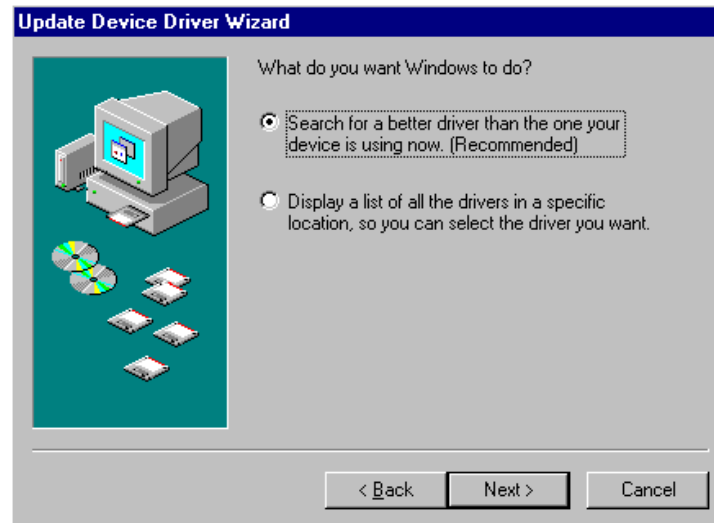 Update Device Driver Wizard
What do you want Windows to do?
Search for a better driver than the one your
device is using now. (Recommended)
Display a list of all the drivers in a specific
location, so you can select the driver you want.
< Back
Next >
Cancel